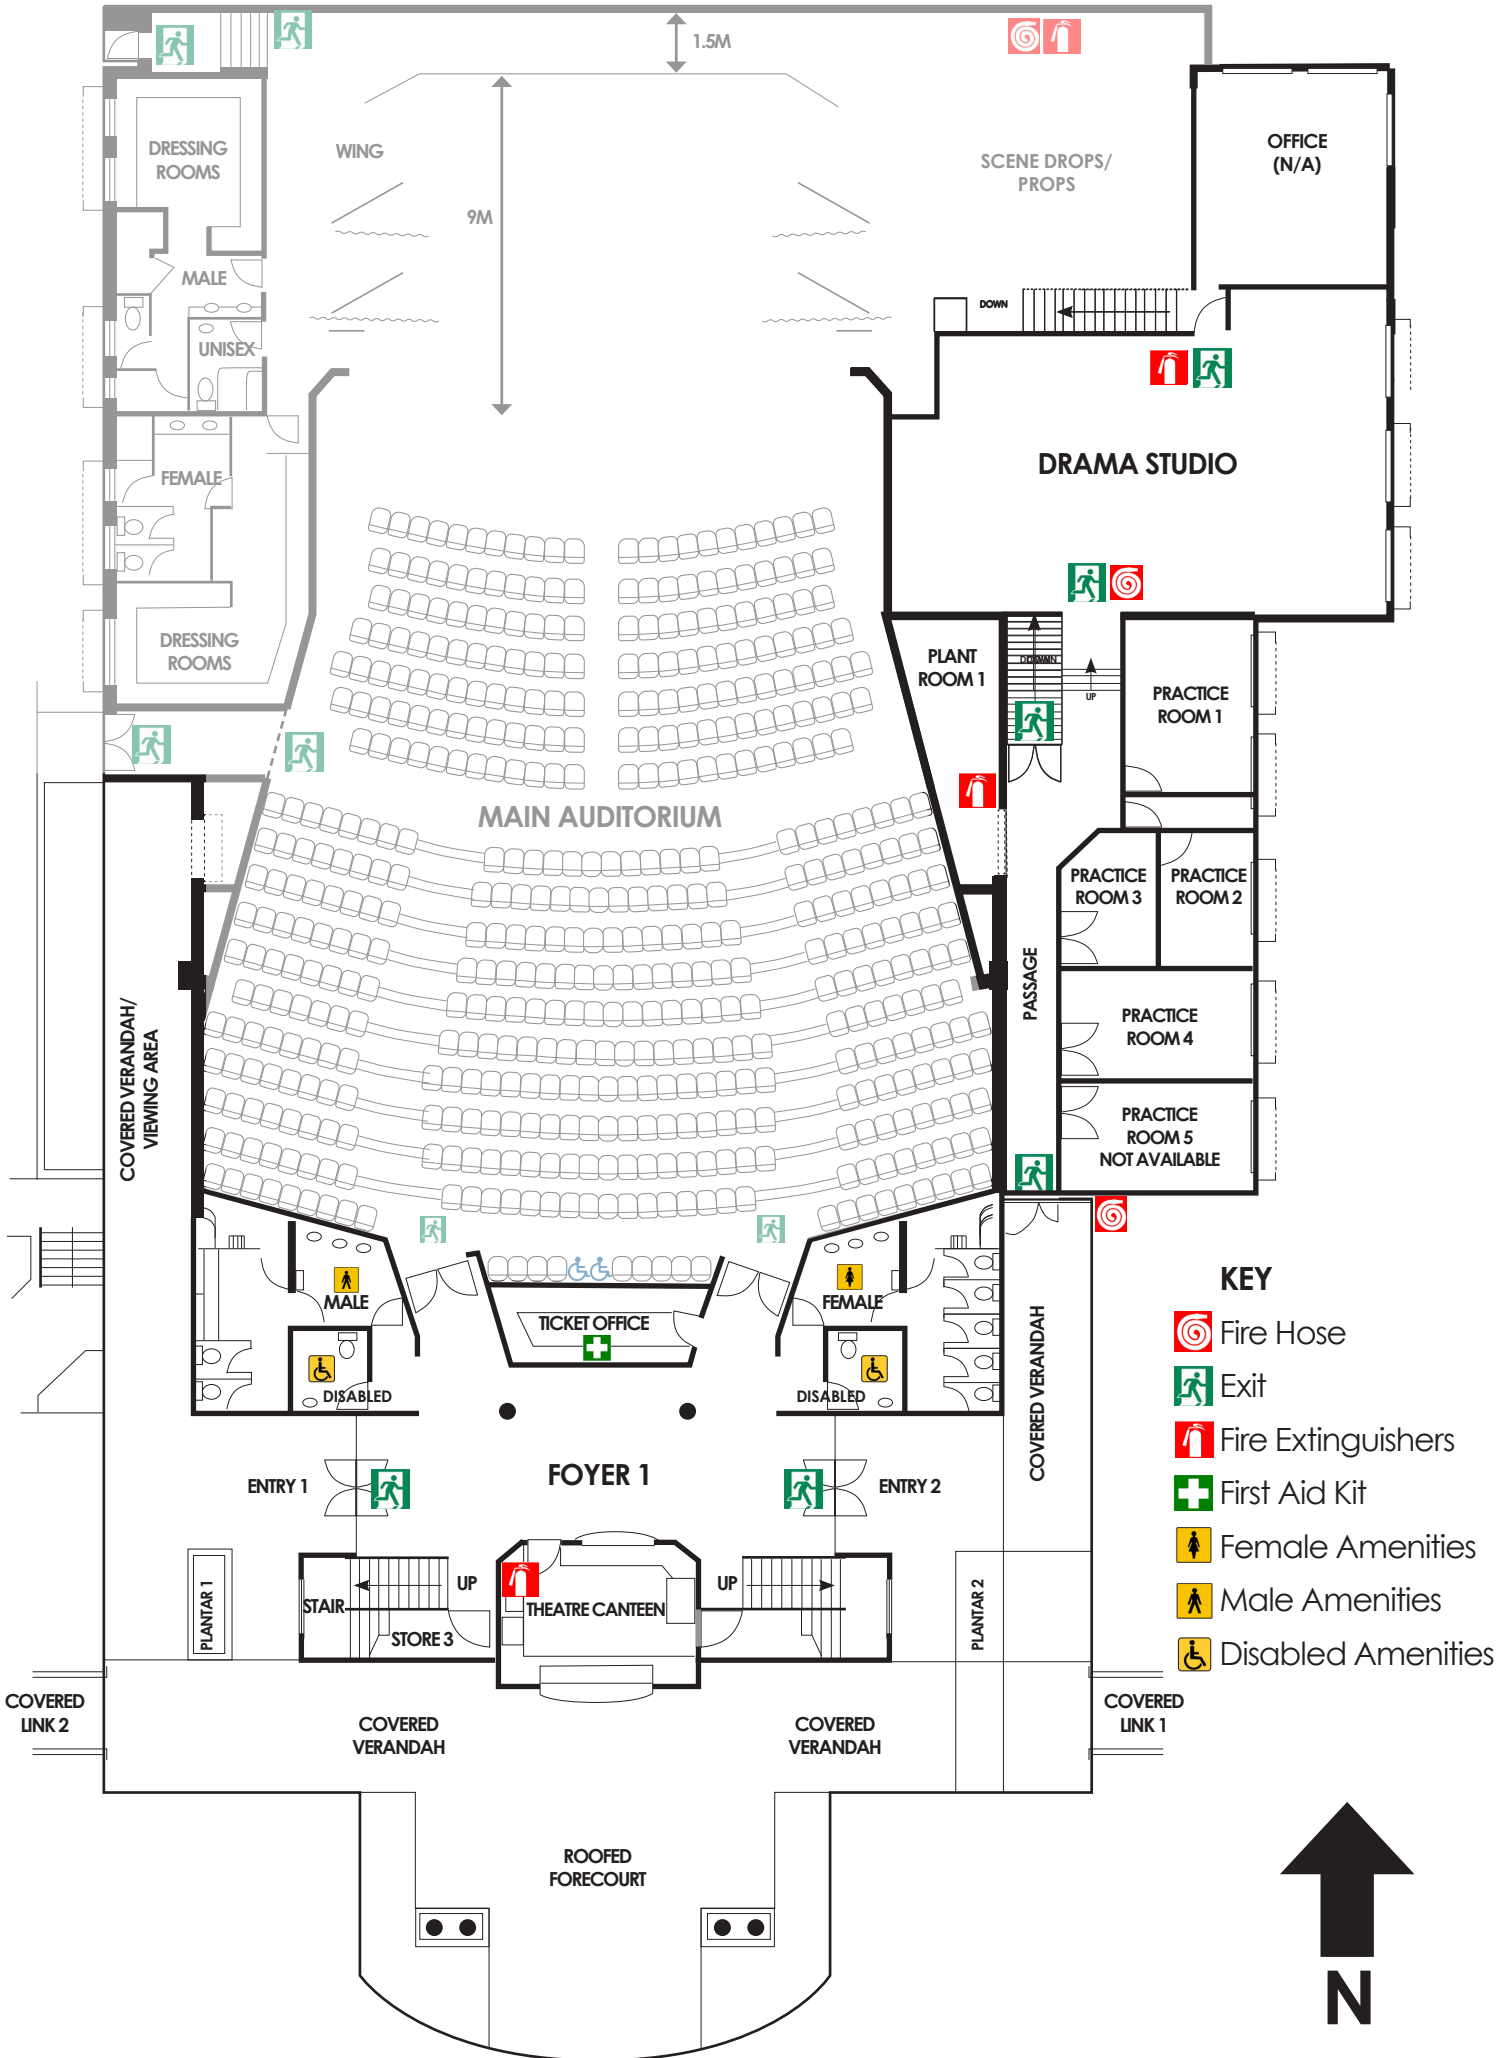 1.5M
DRESSING
ROOMS
WING
9M
SCENE DROPS/
PROPS
OFFICE
(N/A)
MALE
DOWN
UNISEX
DRAMA STUDIO
FEMALE
DRESSING
ROOMS
PLANT
ROOM 1
DOWN
UP
PRACTICE
ROOM 1
MAIN AUDITORIUM
PRACTICE
ROOM 3
PRACTICE
ROOM 2
PASSAGE
PRACTICE
ROOM 4
COVERED VERANDAH/
VIEWING AREA
PRACTICE
ROOM 5
NOT AVAILABLE
MALE
TICKET OFFICE
FEMALE
DISABLED
DISABLED
COVERED VERANDAH
KEY
Fire Hose
Exit
Fire Extinguishers
First Aid Kit
Female Amenities
Male Amenities
Disabled Amenities
ENTRY 1
FOYER 1
ENTRY 2
PLANTAR 1
STAIR
UP
STORE 3
THEATRE CANTEEN
UP
PLANTAR 2
COVERED
LINK 2
COVERED
VERANDAH
COVERED
VERANDAH
COVERED
LINK 1
ROOFED
FORECOURT
N